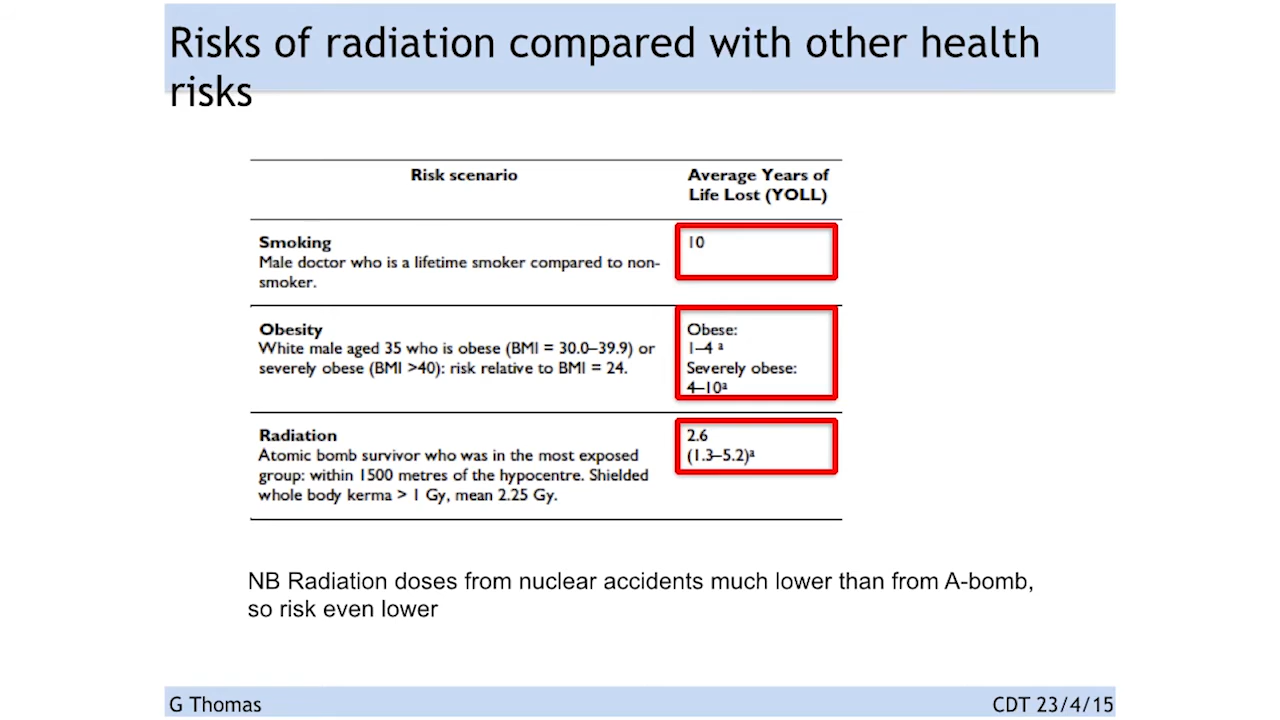 Risks of radiation compared with other health
risks
Risk scenario
Average Years of
Life Lost (YOLL)
Smoking
Male doctor who is a lifetime smoker compared to non-
smoker.
10
Obesity
White male aged 35 who is obese (BMI = 30.0–39.9) or
severely obese (BMI >40): risk relative to BMI = 24.
Obese:
1–4 a
Severely obese:
4–10a
Radiation
Atomic bomb survivor who was in the most exposed
group: within 1500 metres of the hypocentre. Shielded
whole body kerma > 1 Gy, mean 2.25 Gy.
2.6
(1.3–5.2)a
NB Radiation doses from nuclear accidents much lower than from A-bomb,
so risk even lower
G Thomas
CDT 23/4/15